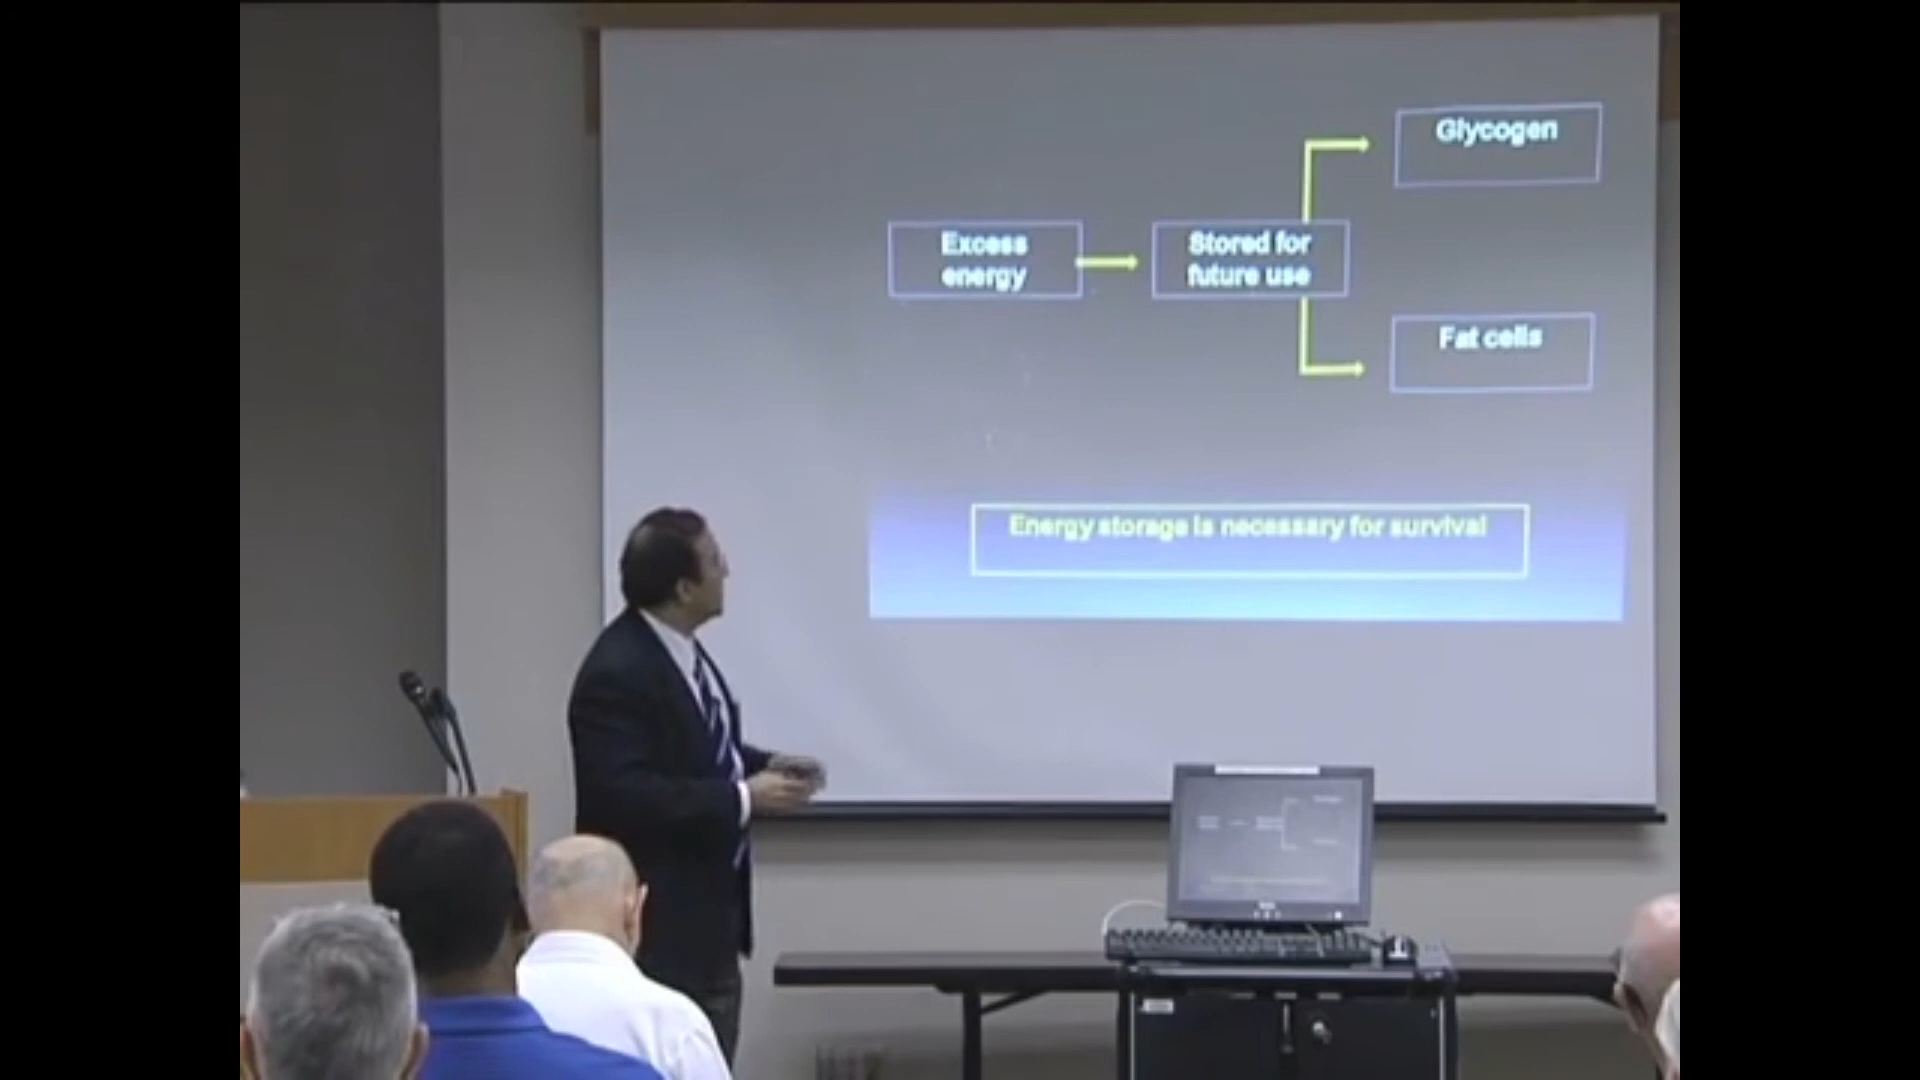 Glycogen
Excess
energy
Stored for
future use
Fat cells
Energy storage is necessary for survival